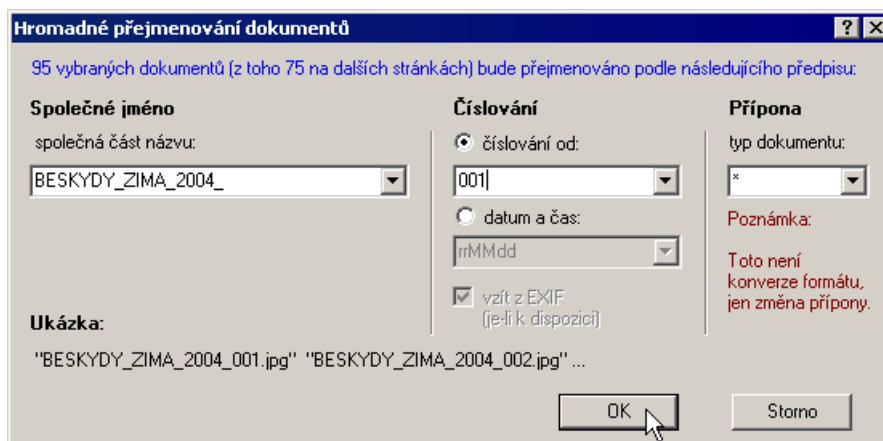 Hromadné přejmenování dokumentů
95 vybraných dokumentů (z toho 75 na dalších stránkách) bude přejmenováno podle následujícího předpisu:
Společné jméno
společná část názvu:
BESKYDY_ZIMA_2004_
Číslování
číslování od:
001
datum a čas:
rrMMdd
vzít z EXIF
(je-li k dispozici)
Přípona
typ dokumentu:
*
Poznámka:
Toto není
konverze formátu,
jen změna přípony.
Ukázka:
"BESKYDY_ZIMA_2004_001.jpg" "BESKYDY_ZIMA_2004_002.jpg" ...
OK
Storno